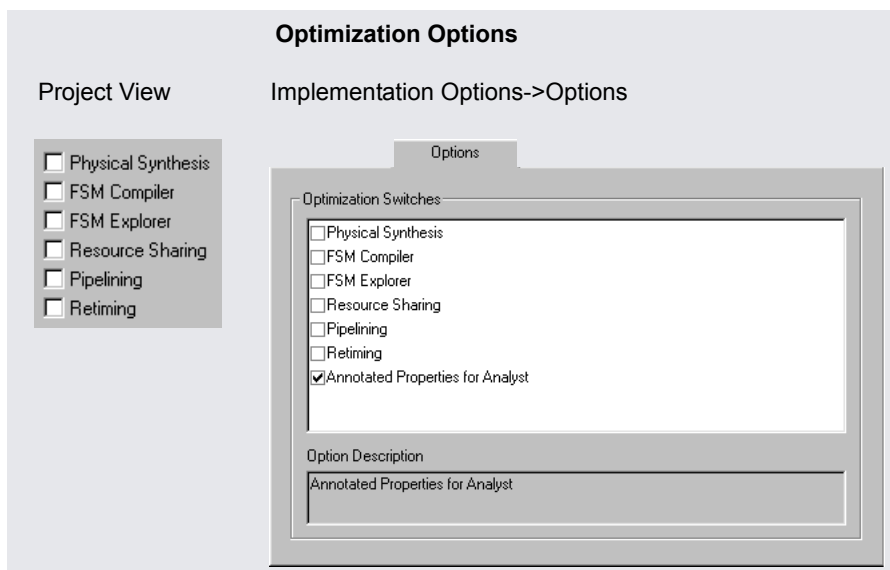 Optimization Options
Project View
Implementation Options->Options
Physical Synthesis
FSM Compiler
FSM Explorer
Resource Sharing
Pipelining
Retiming
Options
Optimization Switches
Physical Synthesis
FSM Compiler
FSM Explorer
Resource Sharing
Pipelining
Retiming
Annotated Properties for Analyst
Option Description
Annotated Properties for Analyst